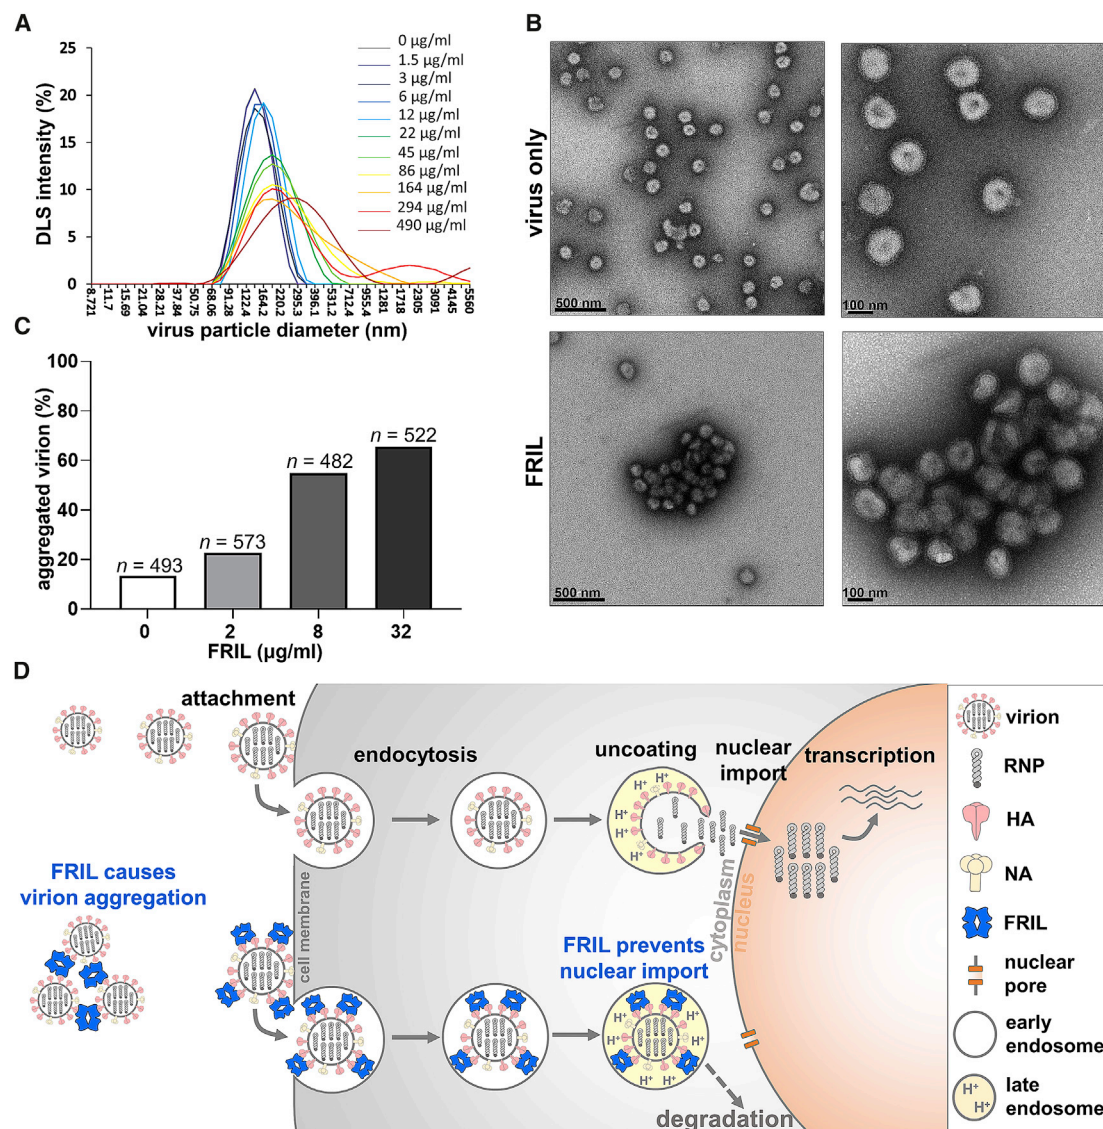 A
DLS intensity (%)
25
20
15
10
5
0
0 µg/ml
1.5 µg/ml
3 µg/ml
6 µg/ml
12 µg/ml
22 µg/ml
45 µg/ml
86 µg/ml
164 µg/ml
294 µg/ml
490 µg/ml
8.721
11.7
15.69
21.04
28.21
37.84
50.75
68.06
91.28
122.4
164.2
220.2
295.3
396.1
531.2
712.4
955.4
1281
1718
2305
3091
4145
5560
virus particle diameter (nm)
B
virus only
500 nm
100 nm
FRIL
500 nm
100 nm
C
aggregated virion (%)
100
80
60
40
20
0
n = 493
n = 573
n = 482
n = 522
0
2
8
32
FRIL (µg/ml)
D
attachment
endocytosis
uncoating
nuclear
import
transcription
H⁺
H⁺
H⁺
H⁺
H⁺
H⁺
cell membrane
cytoplasm
nucleus
FRIL causes
virion aggregation
FRIL prevents
nuclear import
H⁺
H⁺
H⁺
H⁺
H⁺
H⁺
H⁺
H⁺
degradation
virion
RNP
HA
NA
FRIL
nuclear
pore
early
endosome
H⁺
H⁺
late
endosome